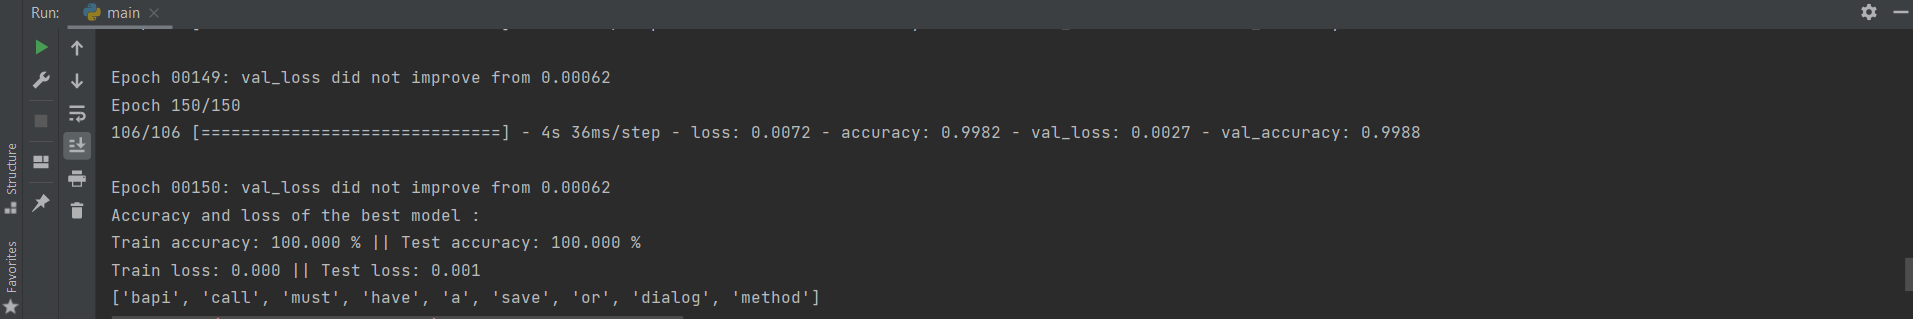 Run: main
Epoch 00149: val_loss did not improve from 0.00062
Epoch 150/150
106/106 [==============================] - 4s 36ms/step - loss: 0.0072 - accuracy: 0.9982 - val_loss: 0.0027 - val_accuracy: 0.9988
Epoch 00150: val_loss did not improve from 0.00062
Accuracy and loss of the best model :
Train accuracy: 100.000 % || Test accuracy: 100.000 %
Train loss: 0.000 || Test loss: 0.001
['bapi', 'call', 'must', 'have', 'a', 'save', 'or', 'dialog', 'method']
Structure
Favorites